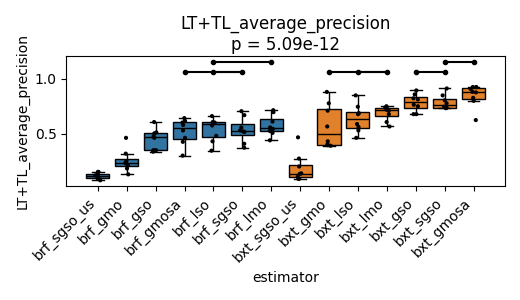 LT+TL_average_precision
p = 5.09e-12
LT+TL_average_precision
1.0
0.5
brf_sgso_us
brf_gmo
brf_gso
brf_gmosa
brf_lso
brf_sgso
brf_lmo
bxt_sgso_us
bxt_gmo
bxt_lso
bxt_lmo
bxt_gso
bxt_sgso
bxt_gmosa
estimator